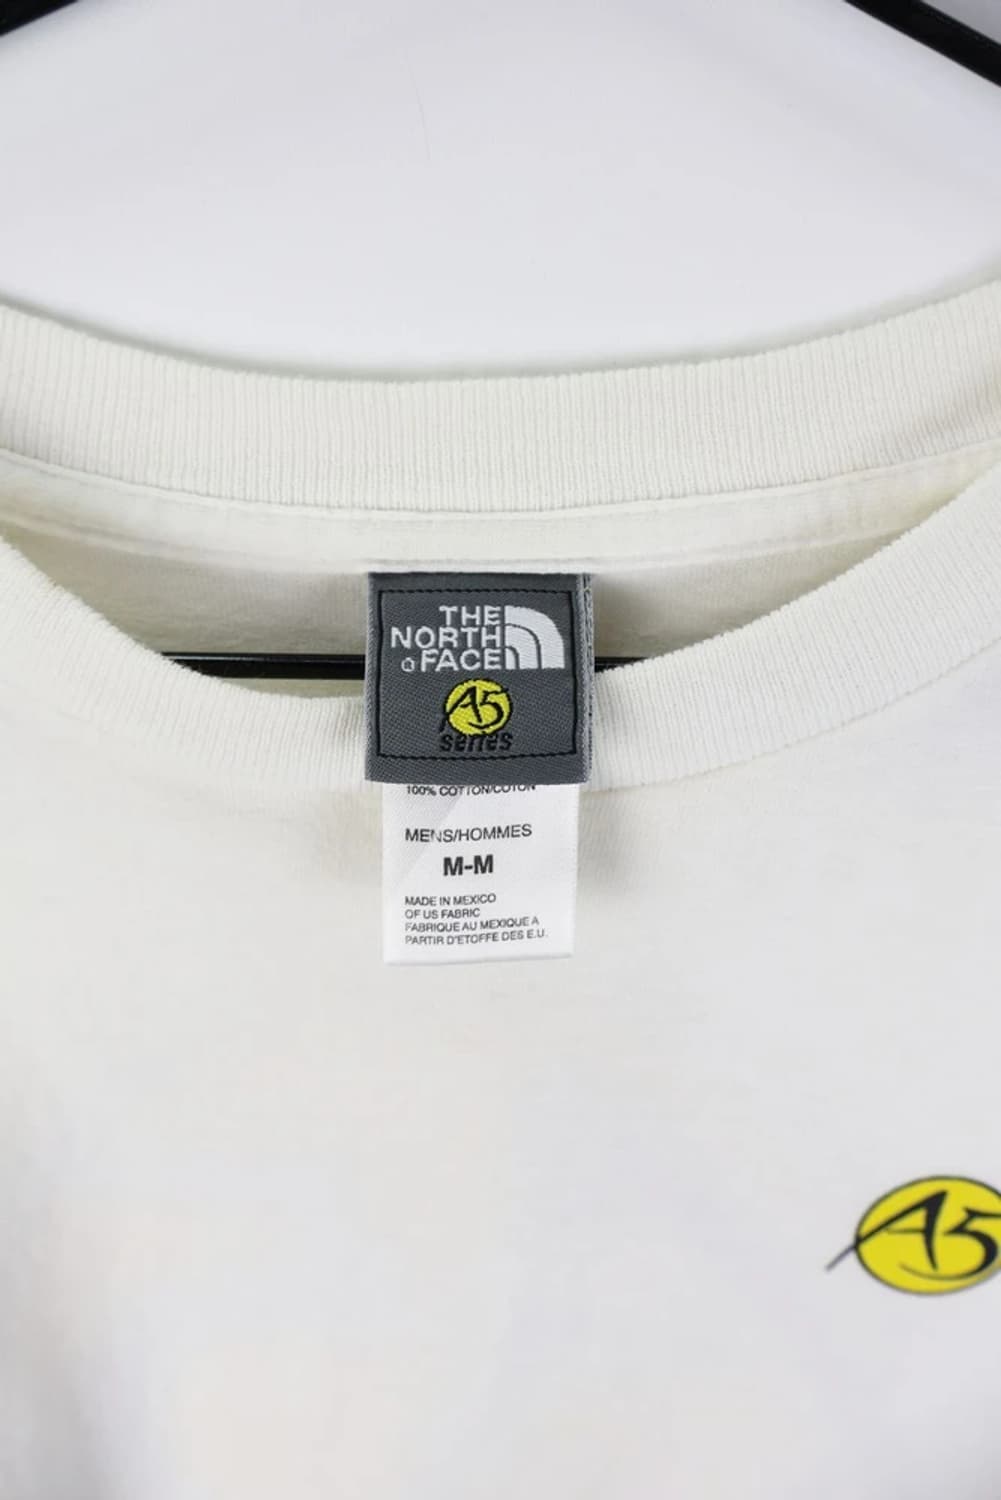 THE
NORTH
FACE
A5
series
100% COTTON/COTON
MENS/HOMMES
M-M
MADE IN MEXICO
OF US FABRIC
FABRIQUE AU MEXIQUE A
PARTIR D'ETOFFE DES E.U.
A5